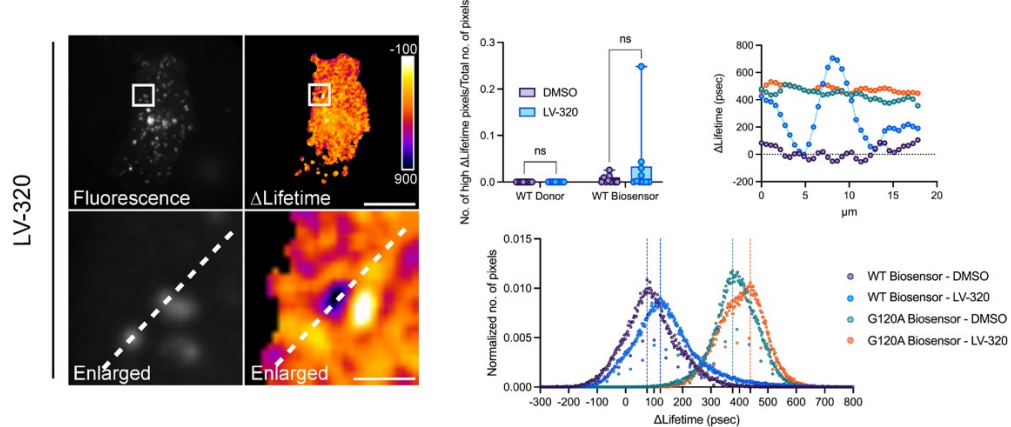 LV-320
Fluorescence
ΔLifetime
-100
900
Enlarged
Enlarged
No. of high ΔLifetime pixels/Total no. of pixels
0.3
0.2
0.1
0.0
ns
ns
DMSO
LV-320
WT Donor
WT Biosensor
ΔLifetime (psec)
800
600
400
200
0
-200
0
5
10
15
20
µm
Normalized no. of pixels
0.015
0.010
0.005
0.000
-300 -200 -100 0 100 200 300 400 500 600 700 800
ΔLifetime (psec)
WT Biosensor - DMSO
WT Biosensor - LV-320
G120A Biosensor - DMSO
G120A Biosensor - LV-320